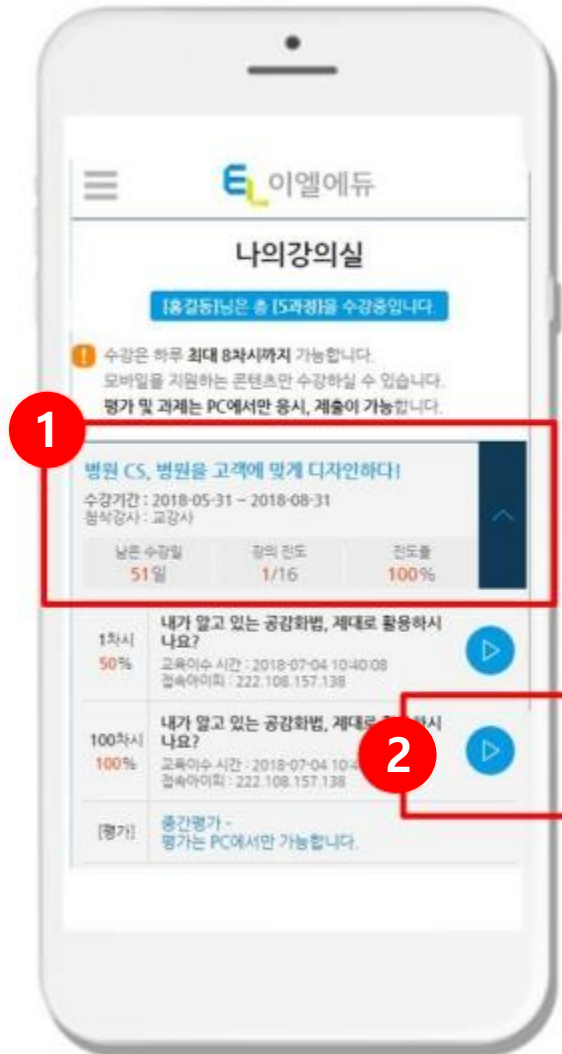 EL 이엘에듀
나의강의실
[홍길동]님은 총 [5과정]을 수강중입니다.
! 수강은 하루 최대 8차시까지 가능합니다.
모바일을 지원하는 콘텐츠만 수강하실 수 있습니다.
평가 및 과제는 PC에서만 응시, 제출이 가능합니다.
1
병원 CS, 병원을 고객에 맞게 디자인하다!
수강기간 : 2018-05-31 ~ 2018-08-31
첨삭강사 : 교강사
남은 수강일 강의 진도 진도율
51일 1/16 100%
1차시
50%
내가 알고 있는 공감화법, 제대로 활용하시
나요?
교육이수 시간 : 2018-07-04 10:40:08
접속아이피 : 222.108.157.138
100차시
100%
내가 알고 있는 공감화법, 제대로 하시
나요?
교육이수 시간 : 2018-07-04 10:4
접속아이피 : 222.108.157.138
2
[평가]
중간평가 -
평가는 PC에서만 가능합니다.